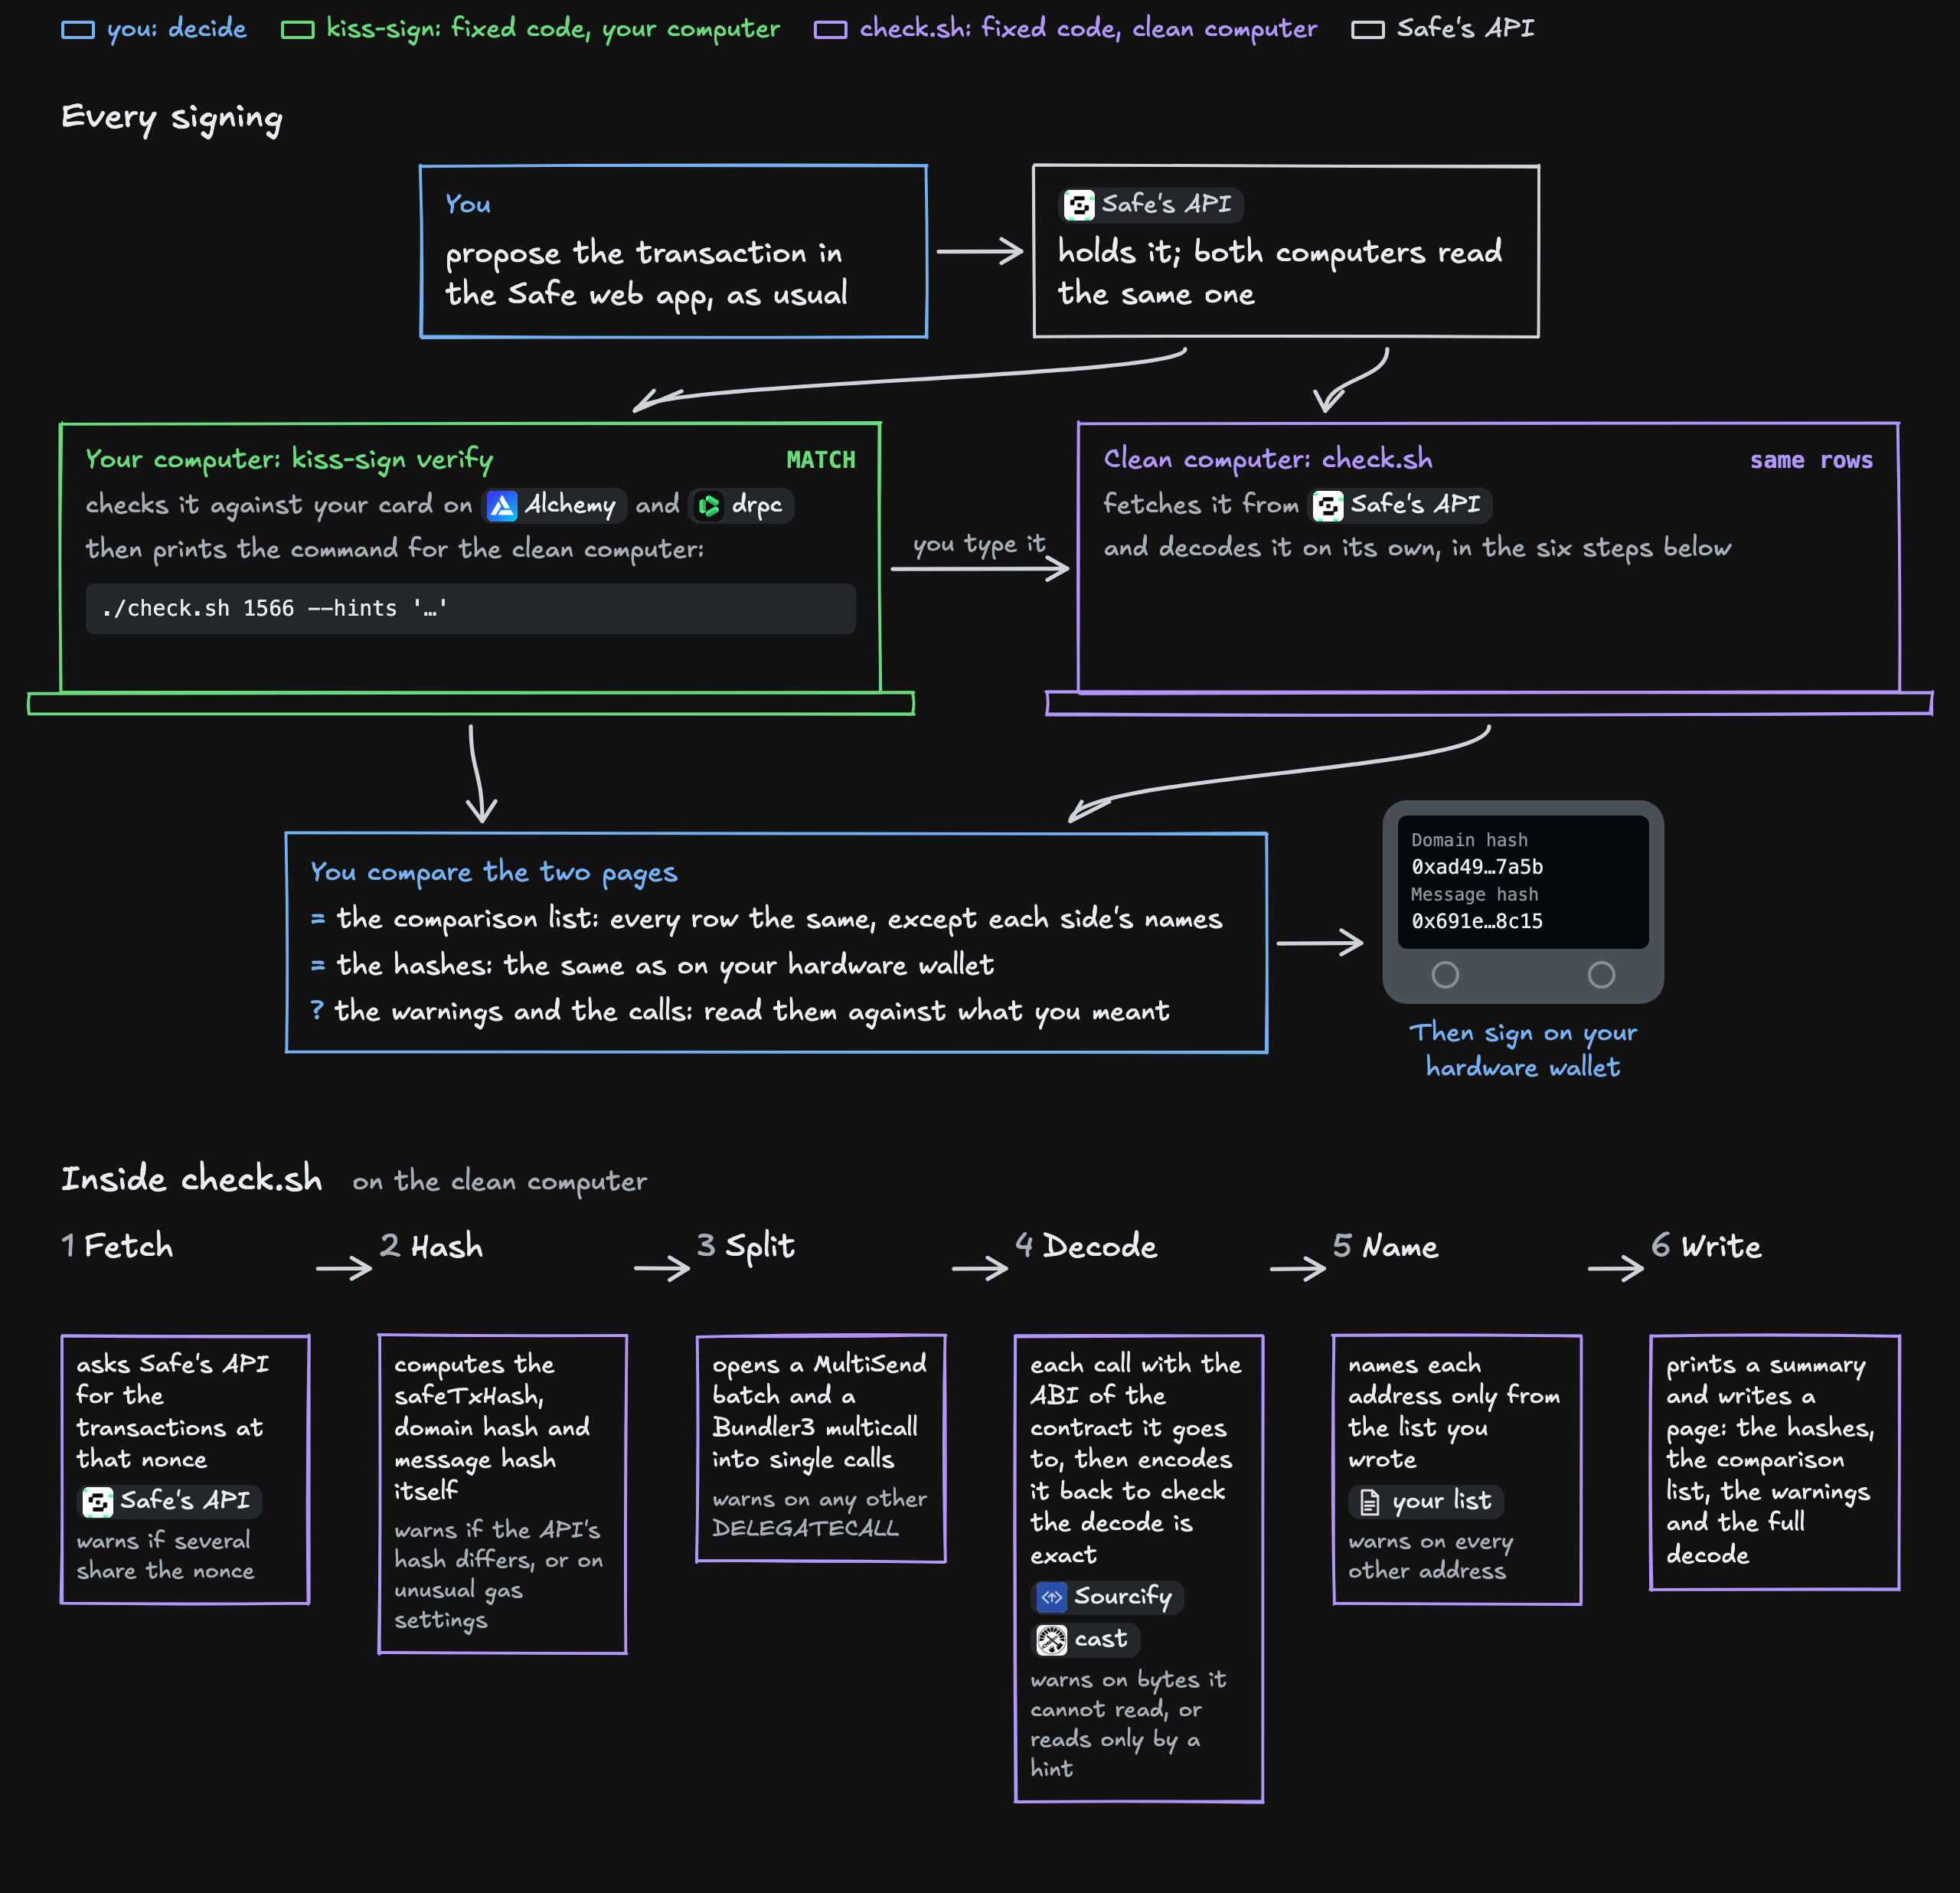 you: decide
kiss-sign: fixed code, your computer
check.sh: fixed code, clean computer
Safe's API
Every signing
You
propose the transaction in
the Safe web app, as usual
Safe's API
holds it; both computers read
the same one
Your computer: kiss-sign verify
MATCH
checks it against your card on Alchemy and drpc
then prints the command for the clean computer:
./check.sh 1566 --hints '…'
you type it
Clean computer: check.sh
same rows
fetches it from Safe's API
and decodes it on its own, in the six steps below
You compare the two pages
= the comparison list: every row the same, except each side's names
= the hashes: the same as on your hardware wallet
? the warnings and the calls: read them against what you meant
Domain hash
0xad49…7a5b
Message hash
0x691e…8c15
Then sign on your
hardware wallet
Inside check.sh on the clean computer
1 Fetch
asks Safe's API
for the
transactions at
that nonce
Safe's API
warns if several
share the nonce
2 Hash
computes the
safeTxHash,
domain hash and
message hash
itself
warns if the API's
hash differs, or on
unusual gas
settings
3 Split
opens a MultiSend
batch and a
Bundler3 multicall
into single calls
warns on any other
DELEGATECALL
4 Decode
each call with the
ABI of the
contract it goes
to, then encodes
it back to check
the decode is
exact
Sourcify
cast
warns on bytes it
cannot read, or
reads only by a
hint
5 Name
names each
address only from
the list you
wrote
your list
warns on every
other address
6 Write
prints a summary
and writes a
page: the hashes,
the comparison
list, the warnings
and the full
decode